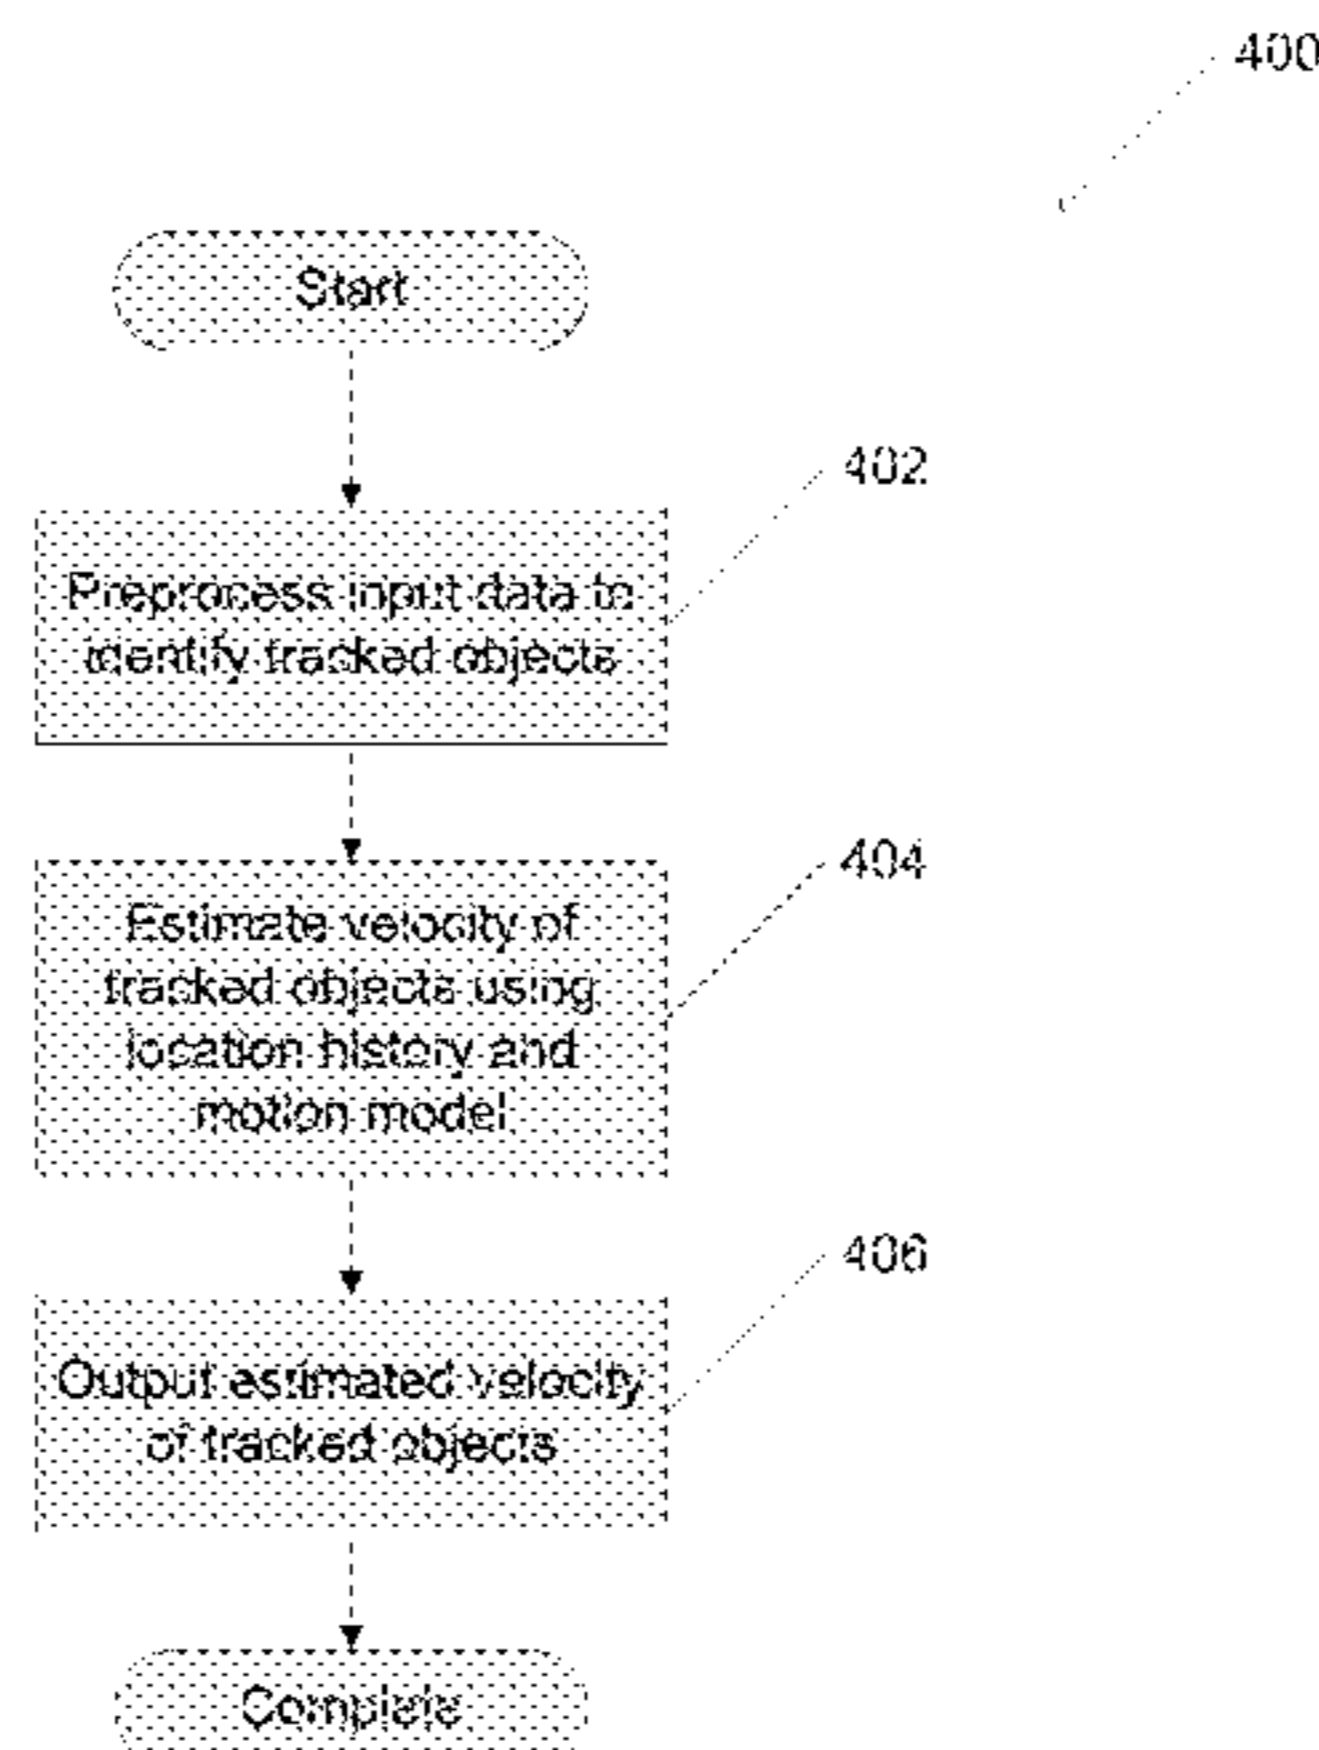 400
Start
402
Preprocess input data to
identify tracked objects
404
Estimate velocity of
tracked objects using
location history and
motion model
406
Output estimated velocity
of tracked objects
Complete